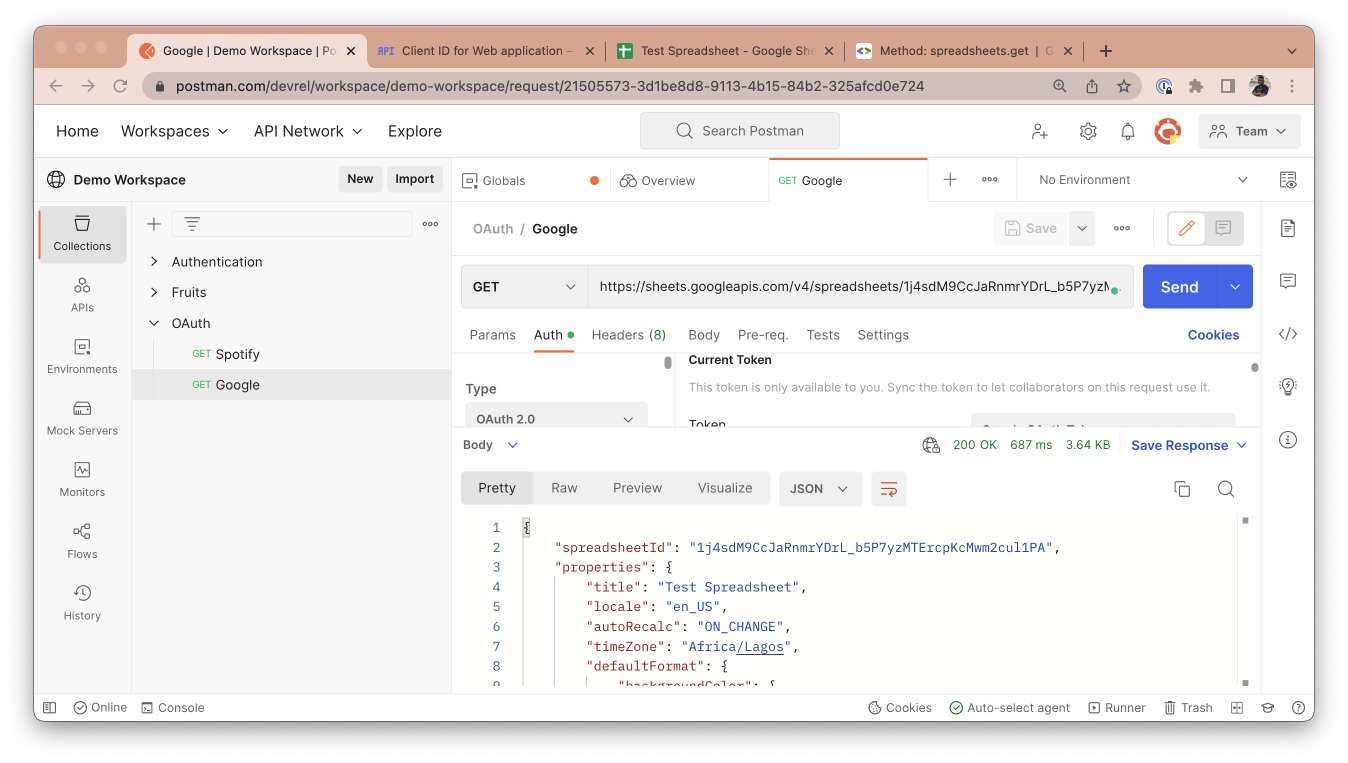 Google | Demo Workspace | Po
API Client ID for Web application –
Test Spreadsheet - Google She
Method: spreadsheets.get | G
postman.com/devrel/workspace/demo-workspace/request/21505573-3d1be8d8-9113-4b15-84b2-325afcd0e724
Home Workspaces API Network Explore
Search Postman
Team
Demo Workspace
New Import
Globals
Overview
GET Google
No Environment
Collections
APIs
Environments
Mock Servers
Monitors
Flows
History
Authentication
Fruits
OAuth
GET Spotify
GET Google
OAuth / Google
Save
GET
https://sheets.googleapis.com/v4/spreadsheets/1j4sdM9CcJaRnmrYDrL_b5P7yzM
Send
Params Auth Headers (8) Body Pre-req. Tests Settings
Cookies
Type
OAuth 2.0
Current Token
This token is only available to you. Sync the token to let collaborators on this request use it.
Token
Body
200 OK 687 ms 3.64 KB
Save Response
Pretty Raw Preview Visualize
JSON
1 {
2 "spreadsheetId": "1j4sdM9CcJaRnmrYDrL_b5P7yzMTErcpKcMwm2cul1PA",
3 "properties": {
4 "title": "Test Spreadsheet",
5 "locale": "en_US",
6 "autoRecalc": "ON_CHANGE",
7 "timeZone": "Africa/Lagos",
8 "defaultFormat": {
9 "backgroundColor": {
Online Console
Cookies Auto-select agent Runner Trash